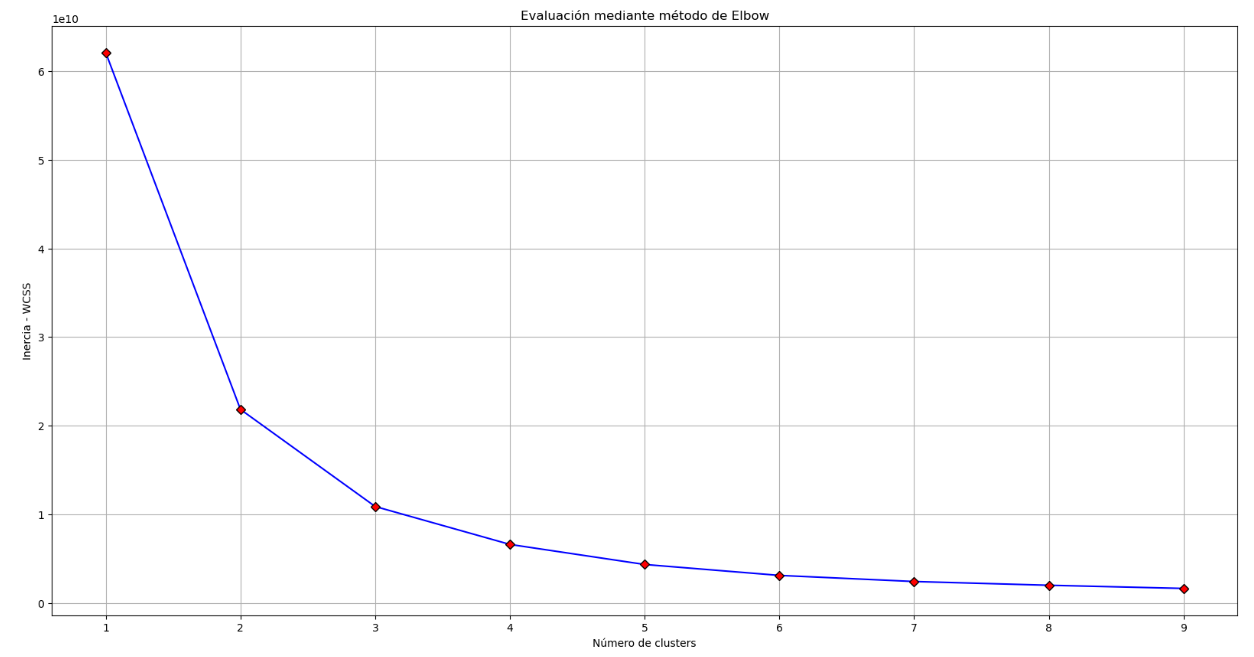 Evaluación mediante método de Elbow
1e10
6
5
4
3
2
1
0
Inercia - WCSS
1 2 3 4 5 6 7 8 9
Número de clusters